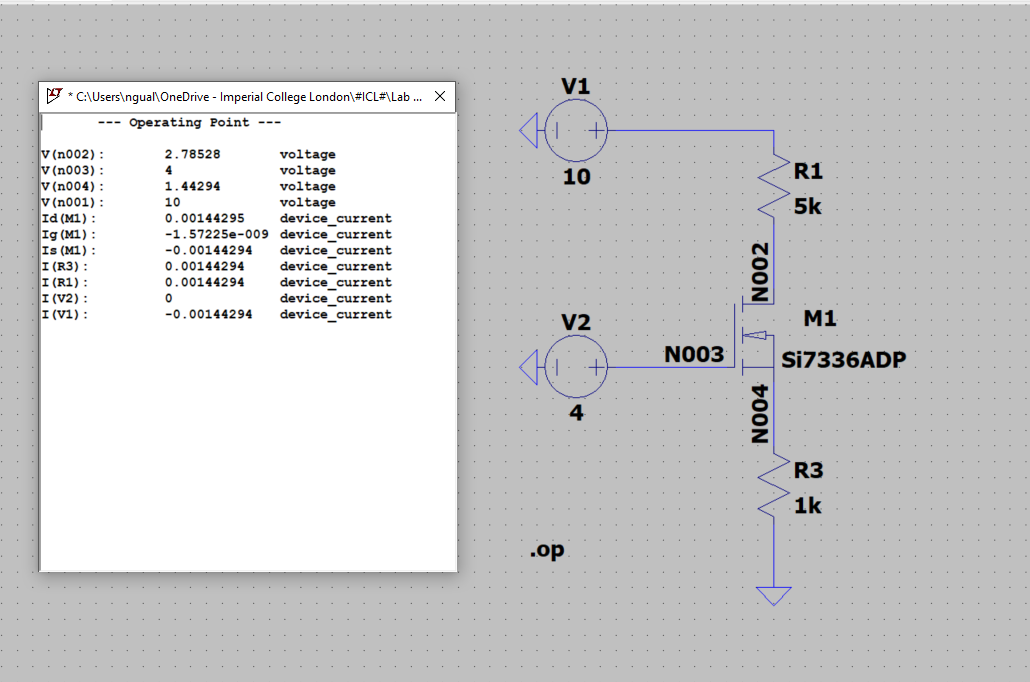 * C:\Users\ngual\OneDrive - Imperial College London\#ICL#\Lab ...
--- Operating Point ---
V(n002): 2.78528 voltage
V(n003): 4 voltage
V(n004): 1.44294 voltage
V(n001): 10 voltage
Id(M1): 0.00144295 device_current
Ig(M1): -1.57225e-009 device_current
Is(M1): -0.00144294 device_current
I(R3): 0.00144294 device_current
I(R1): 0.00144294 device_current
I(V2): 0 device_current
I(V1): -0.00144294 device_current
V1
10
R1
5k
N002
V2
4
N003
M1
Si7336ADP
N004
R3
1k
.op